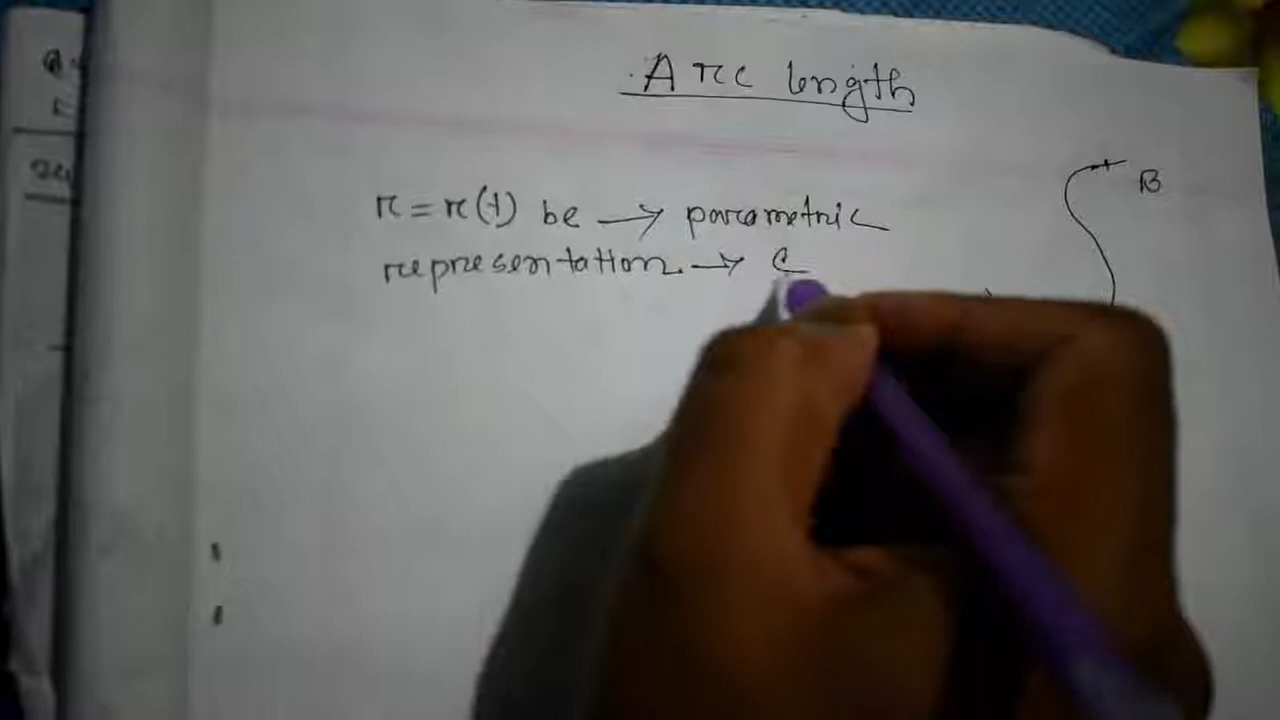 Arc length
r = r(t) be → parametric
representation. → C
B